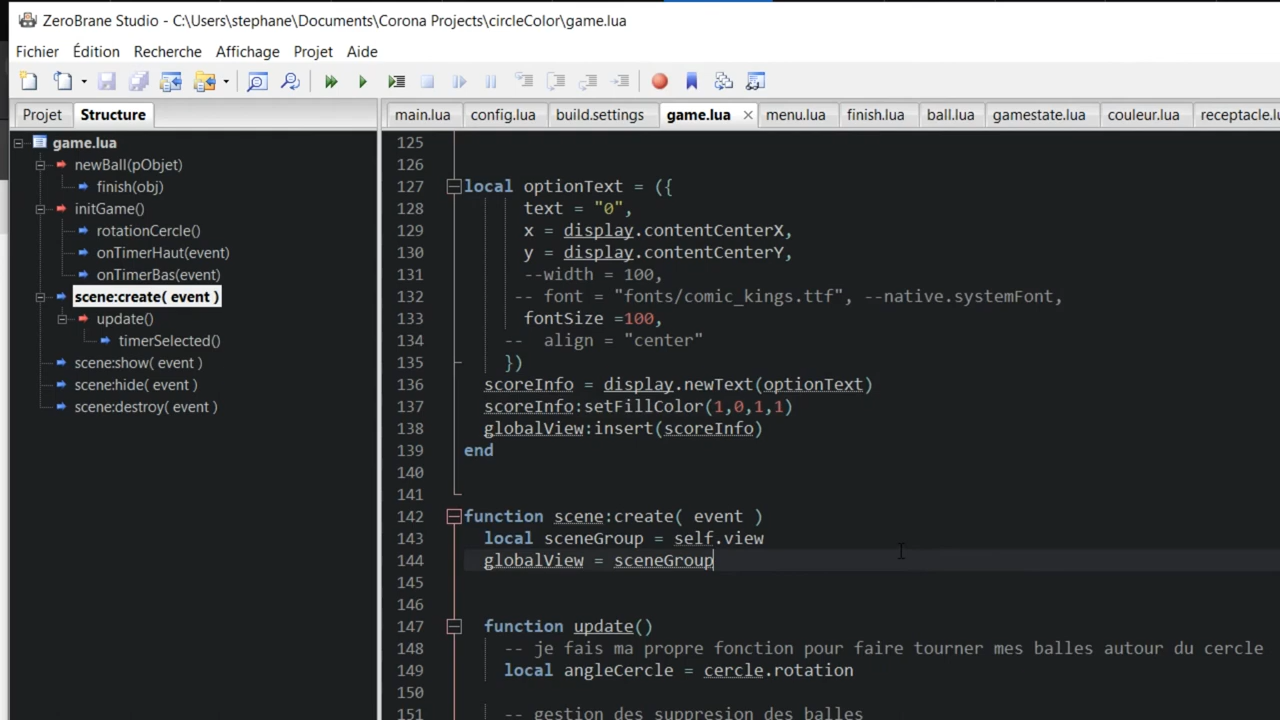 ZeroBrane Studio - C:\Users\stephane\Documents\Corona Projects\circleColor\game.lua
Fichier Édition Recherche Affichage Projet Aide
Projet Structure
main.lua config.lua build.settings game.lua menu.lua finish.lua ball.lua gamestate.lua couleur.lua receptacle.lu
game.lua
newBall(pObjet)
finish(obj)
initGame()
rotationCercle()
onTimerHaut(event)
onTimerBas(event)
scene:create( event )
update()
timerSelected()
scene:show( event )
scene:hide( event )
scene:destroy( event )
125
126
127 local optionText = ({
128 text = "0",
129 x = display.contentCenterX,
130 y = display.contentCenterY,
131 --width = 100,
132 -- font = "fonts/comic_kings.ttf", --native.systemFont,
133 fontSize =100,
134 -- align = "center"
135 })
136 scoreInfo = display.newText(optionText)
137 scoreInfo:setFillColor(1,0,1,1)
138 globalView:insert(scoreInfo)
139 end
140
141
142 function scene:create( event )
143 local sceneGroup = self.view
144 globalView = sceneGroup
145
146
147 function update()
148 -- je fais ma propre fonction pour faire tourner mes balles autour du cercle
149 local angleCercle = cercle.rotation
150
151 -- gestion des suppresion des balles